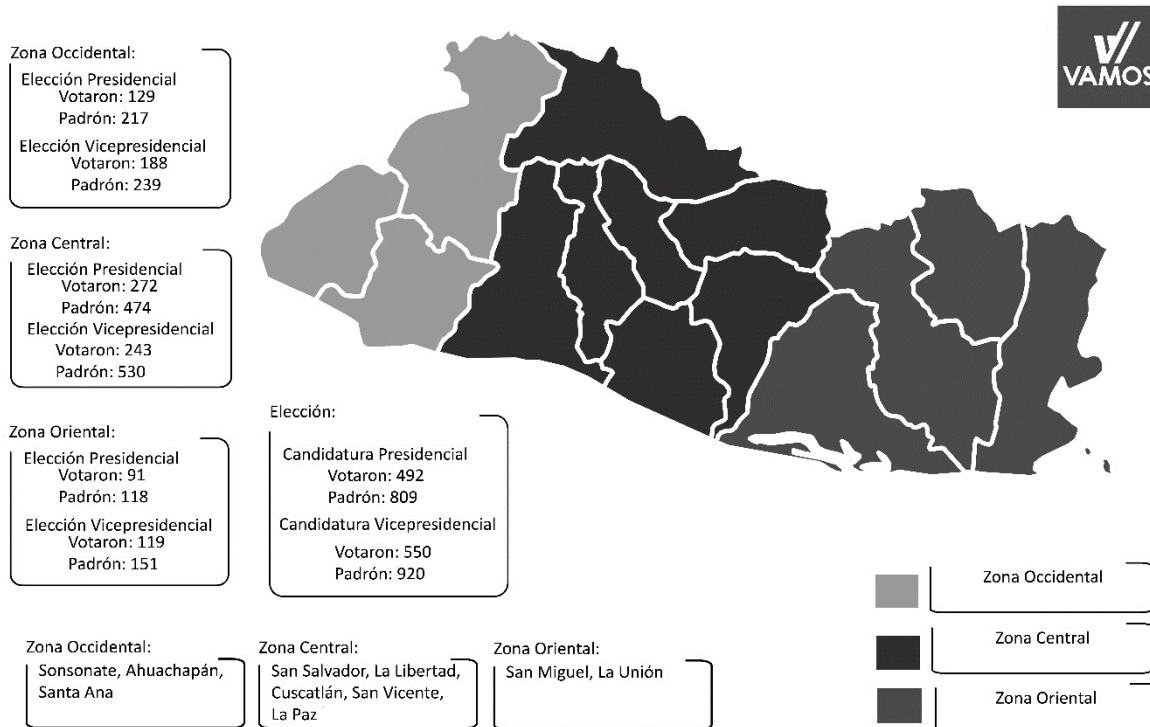 VAMOS
Zona Occidental:
Elección Presidencial
Votaron: 129
Padrón: 217
Elección Vicepresidencial
Votaron: 188
Padrón: 239
Zona Central:
Elección Presidencial
Votaron: 272
Padrón: 474
Elección Vicepresidencial
Votaron: 243
Padrón: 530
Zona Oriental:
Elección Presidencial
Votaron: 91
Padrón: 118
Elección Vicepresidencial
Votaron: 119
Padrón: 151
Elección:
Candidatura Presidencial
Votaron: 492
Padrón: 809
Candidatura Vicepresidencial
Votaron: 550
Padrón: 920
Zona Occidental:
Sonsonate, Ahuachapán,
Santa Ana
Zona Central:
San Salvador, La Libertad,
Cuscatlán, San Vicente,
La Paz
Zona Oriental:
San Miguel, La Unión
Zona Occidental
Zona Central
Zona Oriental